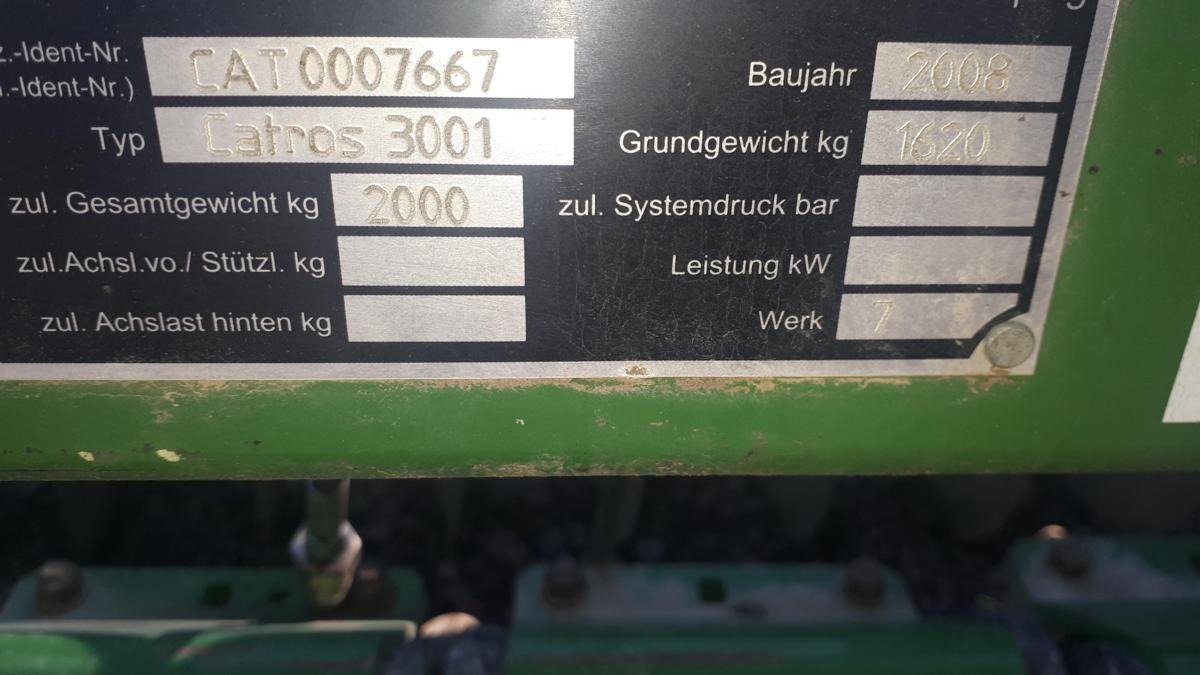 z.-Ident-Nr.
.-Ident-Nr.) CAT0007667
Typ Catros 3001
zul. Gesamtgewicht kg 2000
zul.Achsl.vo./ Stützl. kg
zul. Achslast hinten kg
Baujahr 2008
Grundgewicht kg 1620
zul. Systemdruck bar
Leistung kW
Werk 7